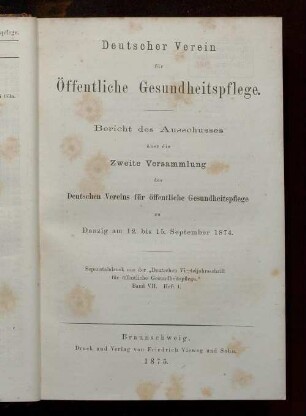 Deutscher Verein
für
Öffentliche Gesundheitspflege.
Bericht des Ausschusses
über die
Zweite Versammlung
des
Deutschen Vereins für öffentliche Gesundheitspflege
zu
Danzig am 12. bis 15. September 1874.
Separatabdruck aus der „Deutschen Vierteljahrsschrift
für öffentliche Gesundheitspflege."
Band VII. Heft 1.
Braunschweig,
Druck und Verlag von Friedrich Vieweg und Sohn.
1875.